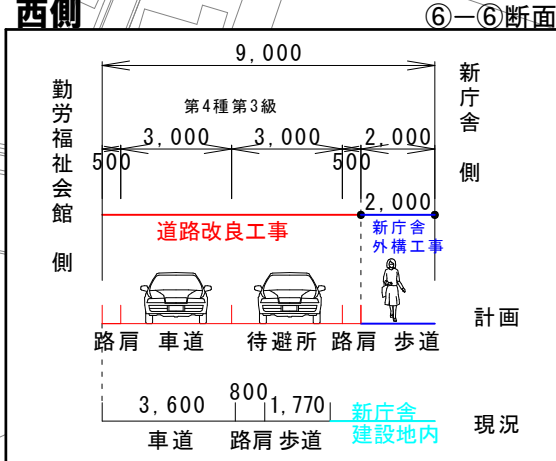 西側
⑥－⑥断面
9,000
勤労福祉会館 側
新庁舎 側
第4種第3級
500
3,000
3,000
500
2,000
2,000
道路改良工事
新庁舎
外構工事
計画
路肩 車道 待避所 路肩 歩道
3,600
800
1,770
新庁舎
建設地内
現況
車道 路肩 歩道